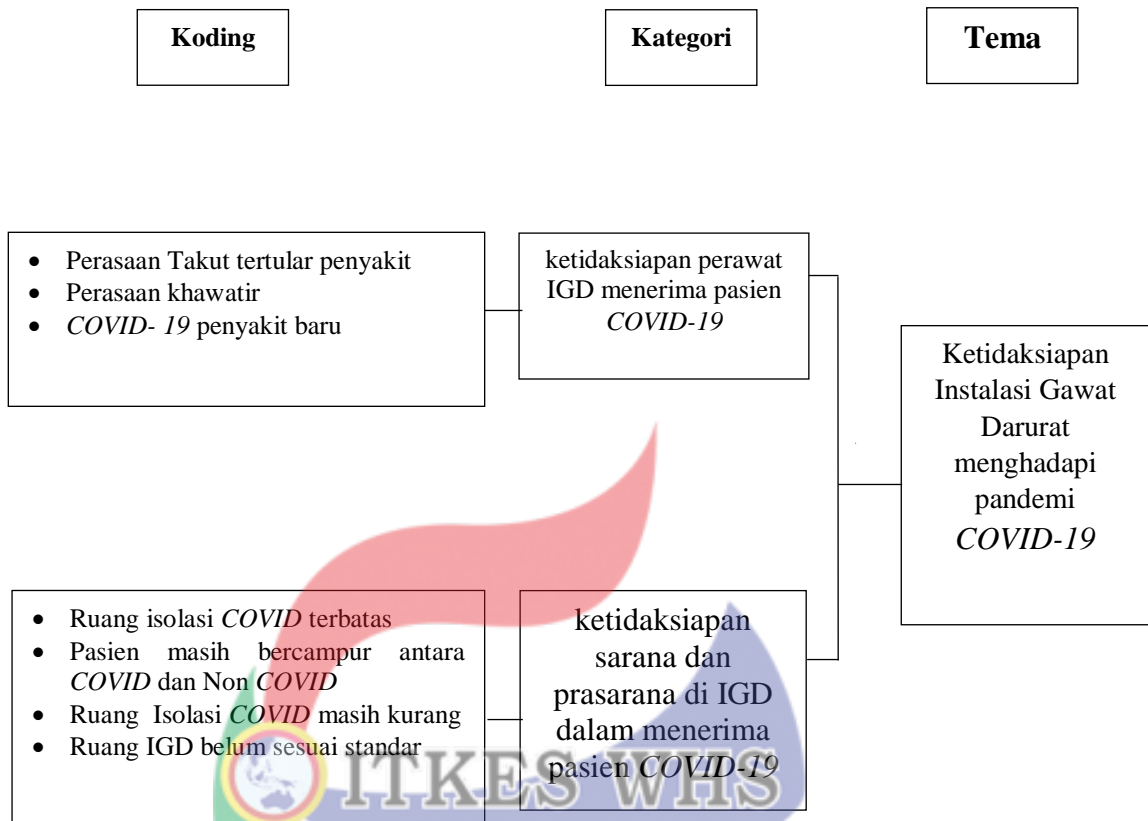 Koding
Kategori
Tema
• Perasaan Takut tertular penyakit
• Perasaan khawatir
• COVID- 19 penyakit baru
ketidaksiapan perawat
IGD menerima pasien
COVID-19
Ketidaksiapan
Instalasi Gawat
Darurat
menghadapi
pandemi
COVID-19
• Ruang isolasi COVID terbatas
• Pasien masih bercampur antara
COVID dan Non COVID
• Ruang Isolasi COVID masih kurang
• Ruang IGD belum sesuai standar
ketidaksiapan
sarana dan
prasarana di IGD
dalam menerima
pasien COVID-19
ITKES WHS